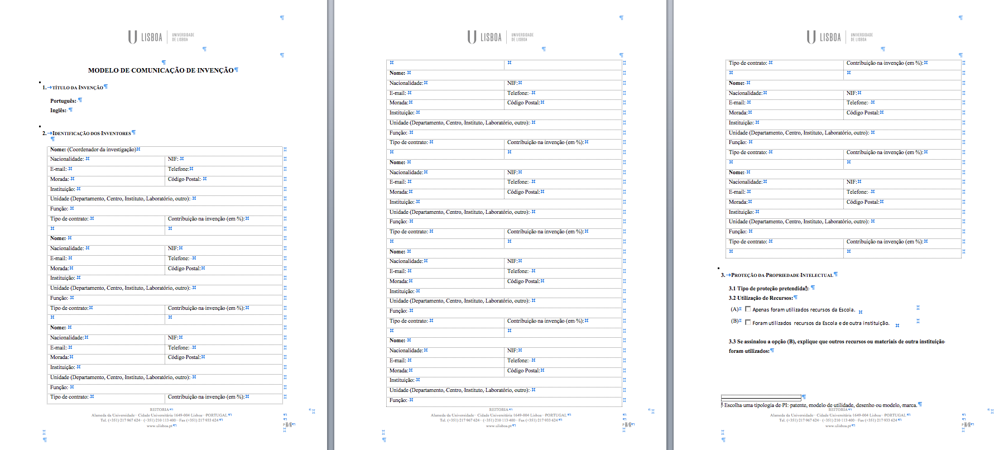 LISBOA
UNIVERSIDADE
DE LISBOA
MODELO DE COMUNICAÇÃO DE INVENÇÃO
1. TÍTULO DA INVENÇÃO
Português:
Inglês:
2. IDENTIFICAÇÃO DOS INVENTORES
Nome: (Coordenador da investigação)
Nacionalidade: NIF:
E-mail: Telefone:
Morada: Código Postal:
Instituição:
Unidade (Departamento, Centro, Instituto, Laboratório, outro):
Função:
Tipo de contrato: Contribuição na invenção (em %):
Nome:
Nacionalidade: NIF:
E-mail: Telefone:
Morada: Código Postal:
Instituição:
Unidade (Departamento, Centro, Instituto, Laboratório, outro):
Função:
Tipo de contrato: Contribuição na invenção (em %):
Nome:
Nacionalidade: NIF:
E-mail: Telefone:
Morada: Código Postal:
Instituição:
Unidade (Departamento, Centro, Instituto, Laboratório, outro):
Função:
Tipo de contrato: Contribuição na invenção (em %):
REITORIA
Alameda da Universidade · Cidade Universitária 1649-004 Lisboa · PORTUGAL
Tel. (+351) 217 967 624 · (+351) 210 113 400 · Fax (+351) 217 933 624
www.ulisboa.pt
LISBOA
UNIVERSIDADE
DE LISBOA
Nome:
Nacionalidade: NIF:
E-mail: Telefone:
Morada: Código Postal:
Instituição:
Unidade (Departamento, Centro, Instituto, Laboratório, outro):
Função:
Tipo de contrato: Contribuição na invenção (em %):
Nome:
Nacionalidade: NIF:
E-mail: Telefone:
Morada: Código Postal:
Instituição:
Unidade (Departamento, Centro, Instituto, Laboratório, outro):
Função:
Tipo de contrato: Contribuição na invenção (em %):
Nome:
Nacionalidade: NIF:
E-mail: Telefone:
Morada: Código Postal:
Instituição:
Unidade (Departamento, Centro, Instituto, Laboratório, outro):
Função:
Tipo de contrato: Contribuição na invenção (em %):
Nome:
Nacionalidade: NIF:
E-mail: Telefone:
Morada: Código Postal:
Instituição:
Unidade (Departamento, Centro, Instituto, Laboratório, outro):
Função:
REITORIA
Alameda da Universidade · Cidade Universitária 1649-004 Lisboa · PORTUGAL
Tel. (+351) 217 967 624 · (+351) 210 113 400 · Fax (+351) 217 933 624
www.ulisboa.pt
LISBOA
UNIVERSIDADE
DE LISBOA
Tipo de contrato: Contribuição na invenção (em %):
Nome:
Nacionalidade: NIF:
E-mail: Telefone:
Morada: Código Postal:
Instituição:
Unidade (Departamento, Centro, Instituto, Laboratório, outro):
Função:
Tipo de contrato: Contribuição na invenção (em %):
Nome:
Nacionalidade: NIF:
E-mail: Telefone:
Morada: Código Postal:
Instituição:
Unidade (Departamento, Centro, Instituto, Laboratório, outro):
Função:
Tipo de contrato: Contribuição na invenção (em %):
3. PROTEÇÃO DA PROPRIEDADE INTELECTUAL
3.1 Tipo de proteção pretendida:
3.2 Utilização de Recursos:
(A) Apenas foram utilizados recursos da Escola.
(B) Foram utilizados recursos da Escola e de outra instituição.
3.3 Se assinalou a opção (B), explique que outros recursos ou materiais de outra instituição
foram utilizados:
Escolha uma tipologia de PI: patente, modelo de utilidade, desenho ou modelo, marca.
REITORIA
Alameda da Universidade · Cidade Universitária 1649-004 Lisboa · PORTUGAL
Tel. (+351) 217 967 624 · (+351) 210 113 400 · Fax (+351) 217 933 624
www.ulisboa.pt